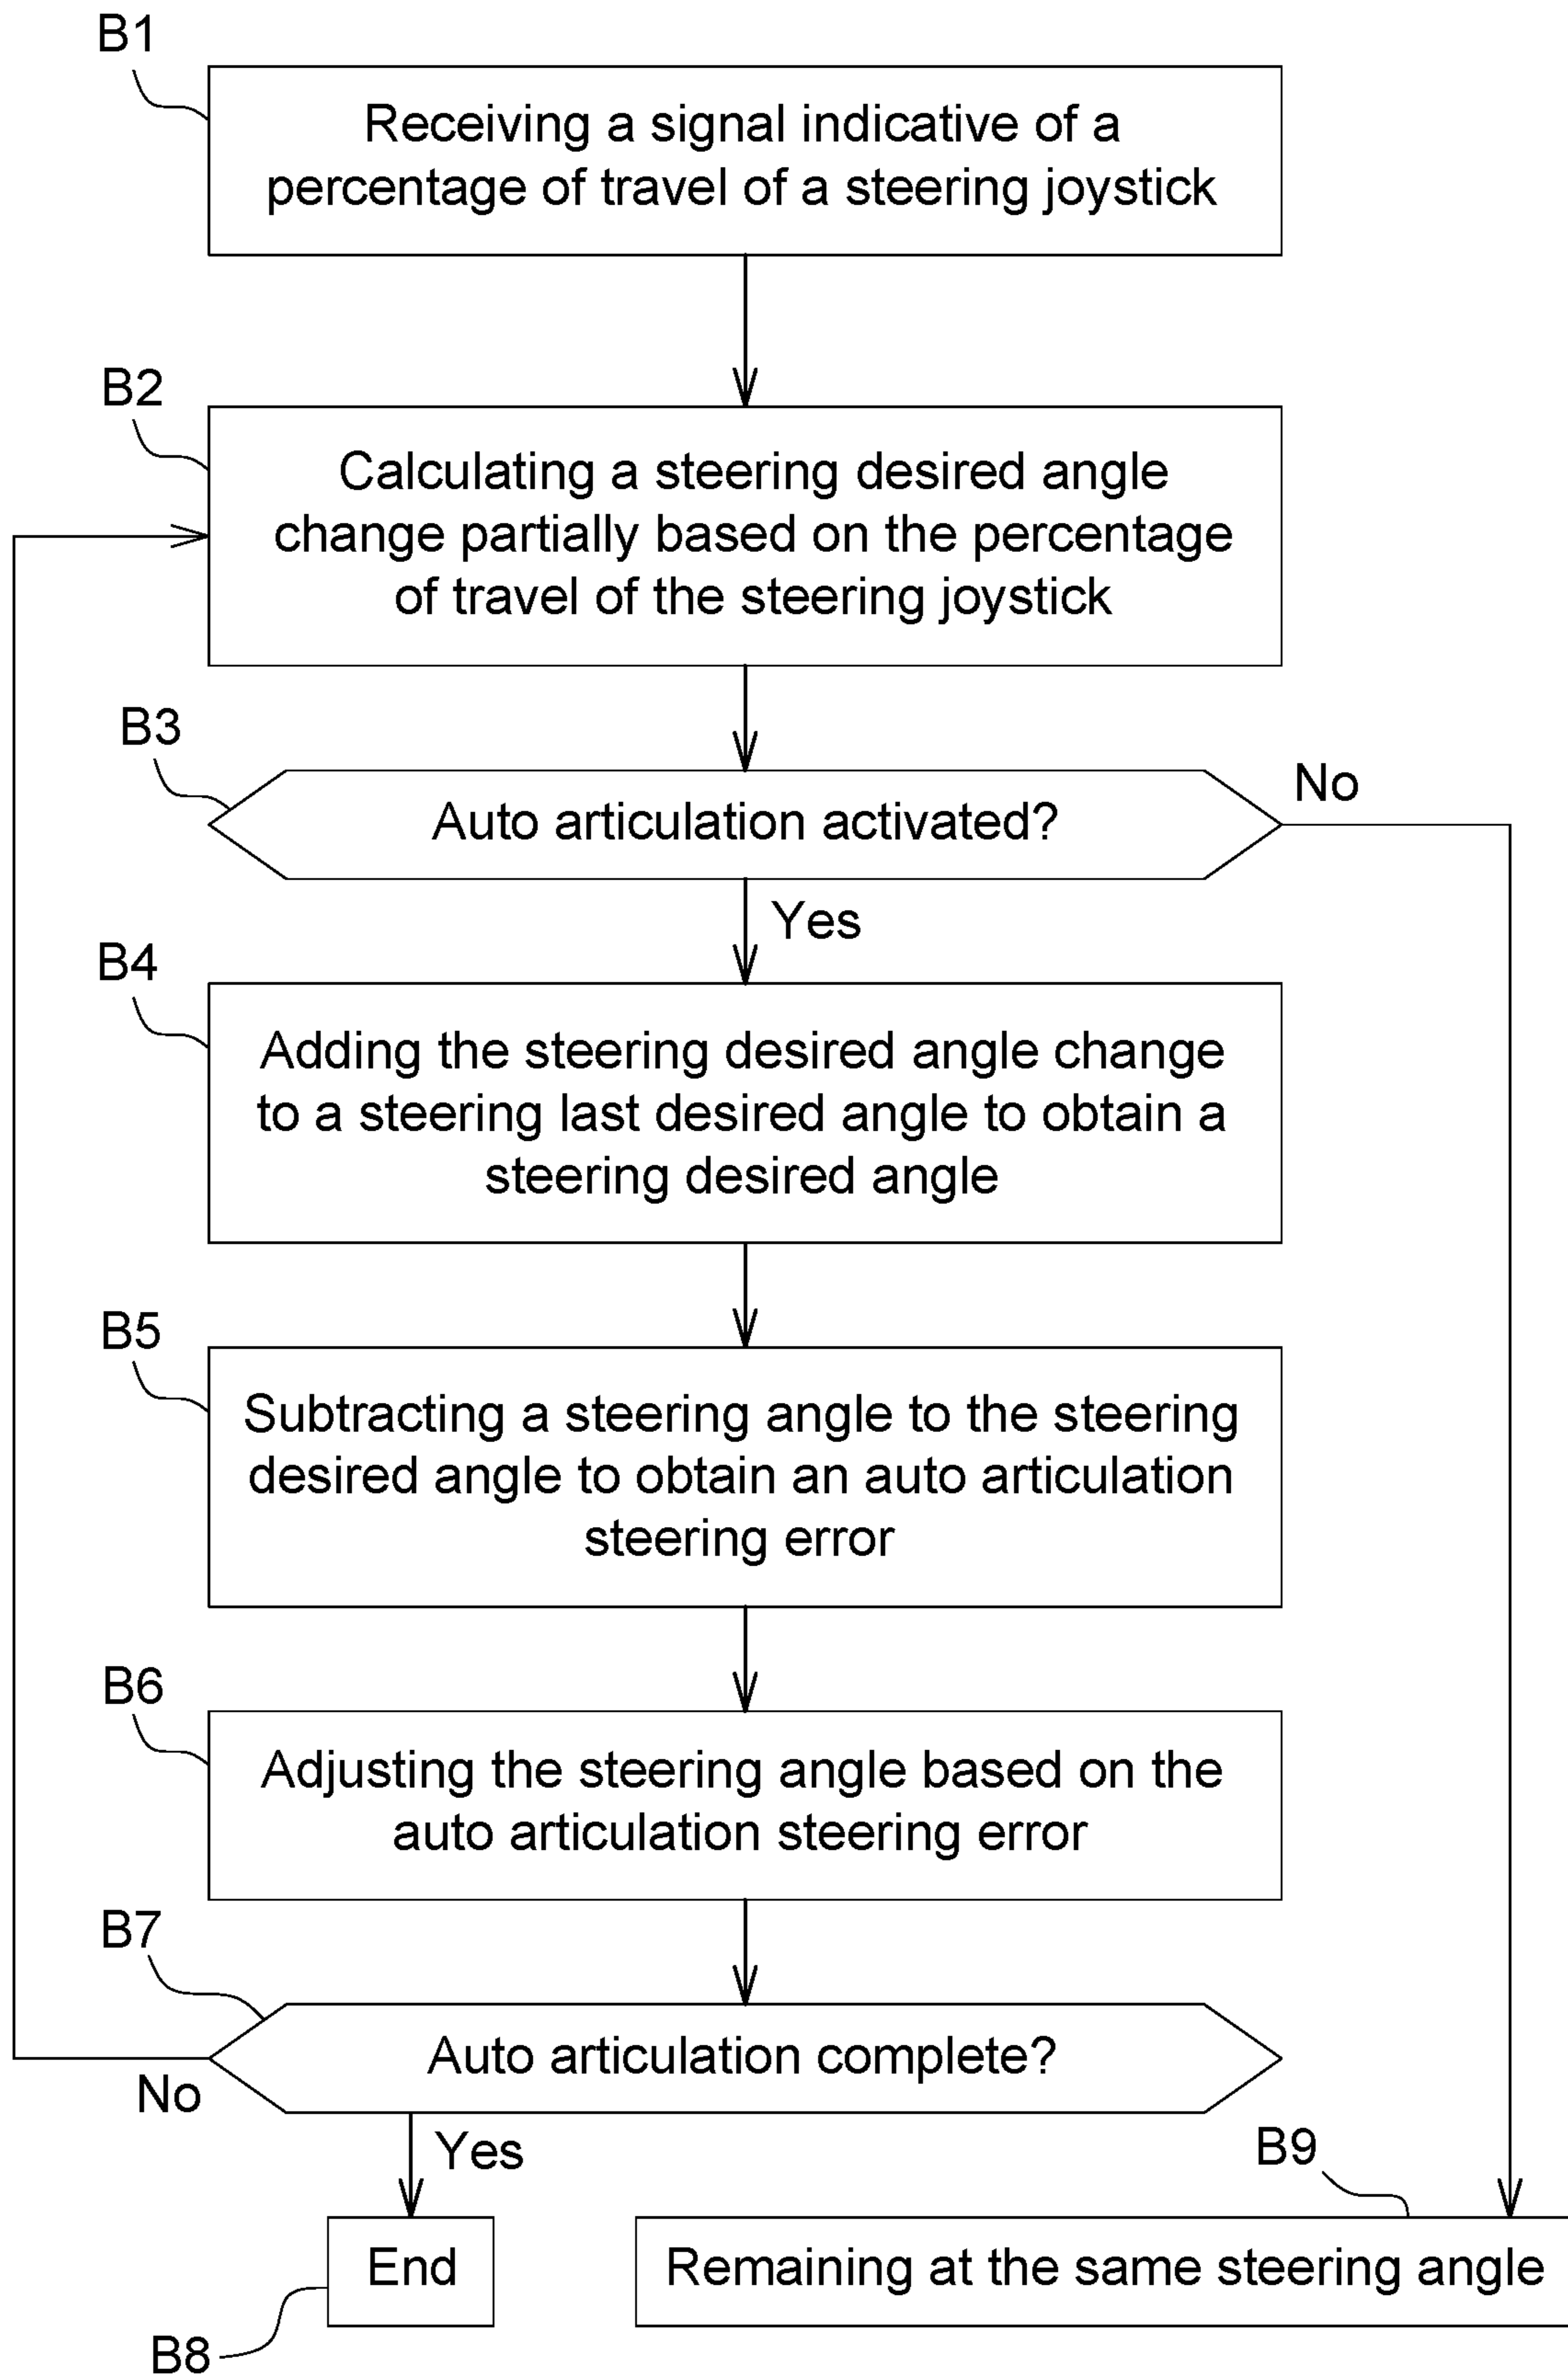 B1
Receiving a signal indicative of a
percentage of travel of a steering joystick
B2
Calculating a steering desired angle
change partially based on the percentage
of travel of the steering joystick
B3
Auto articulation activated?
No
Yes
B4
Adding the steering desired angle change
to a steering last desired angle to obtain a
steering desired angle
B5
Subtracting a steering angle to the steering
desired angle to obtain an auto articulation
steering error
B6
Adjusting the steering angle based on the
auto articulation steering error
B7
Auto articulation complete?
No
Yes
B9
End
Remaining at the same steering angle
B8